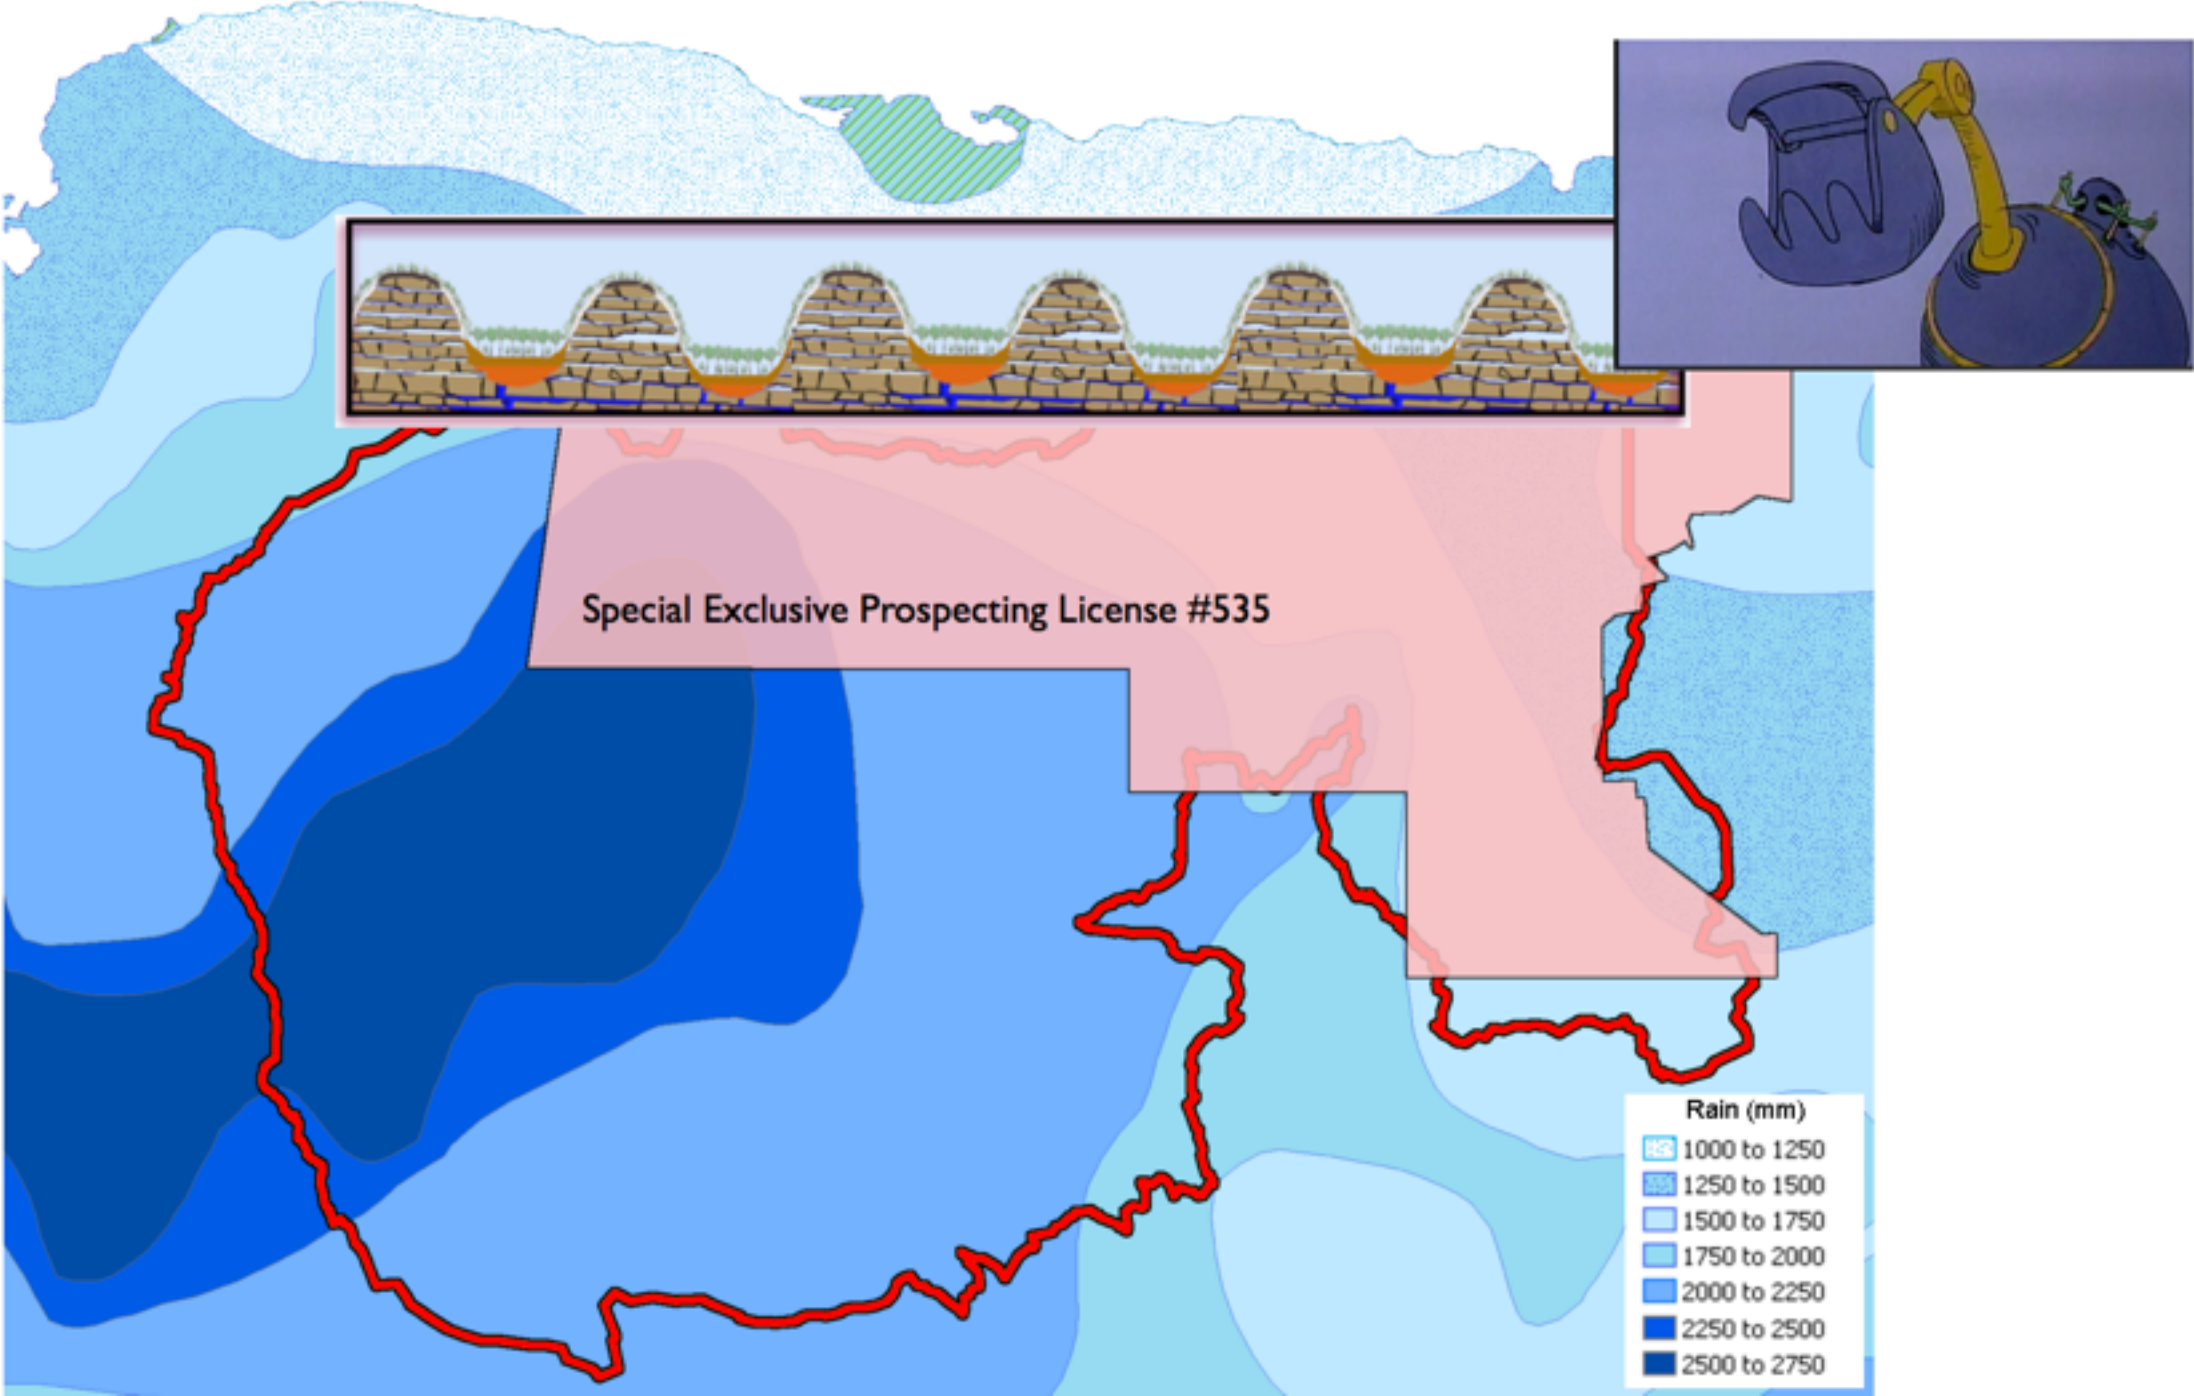 Special Exclusive Prospecting License #535
Rain (mm)
1000 to 1250
1250 to 1500
1500 to 1750
1750 to 2000
2000 to 2250
2250 to 2500
2500 to 2750